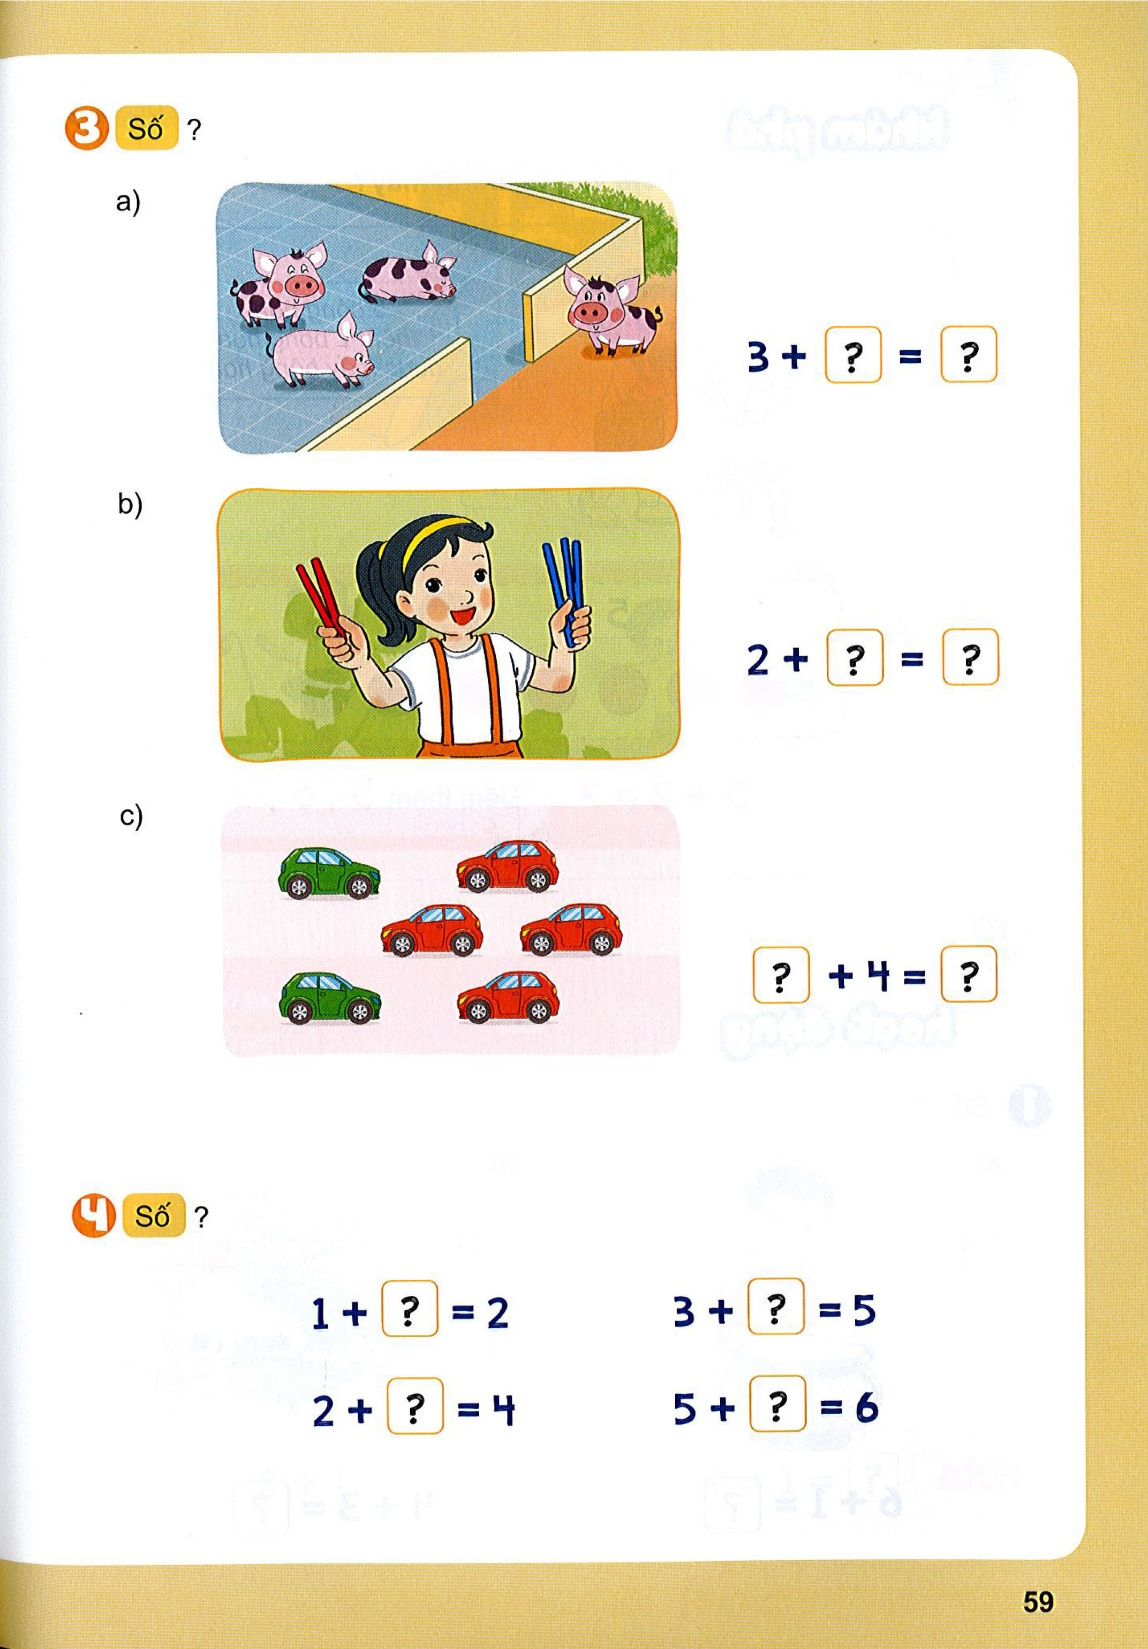 3 Số ?
a)
3 + ? = ?
b)
2 + ? = ?
c)
? + 4 = ?
4 Số ?
1 + ? = 2 3 + ? = 5
2 + ? = 4 5 + ? = 6
59